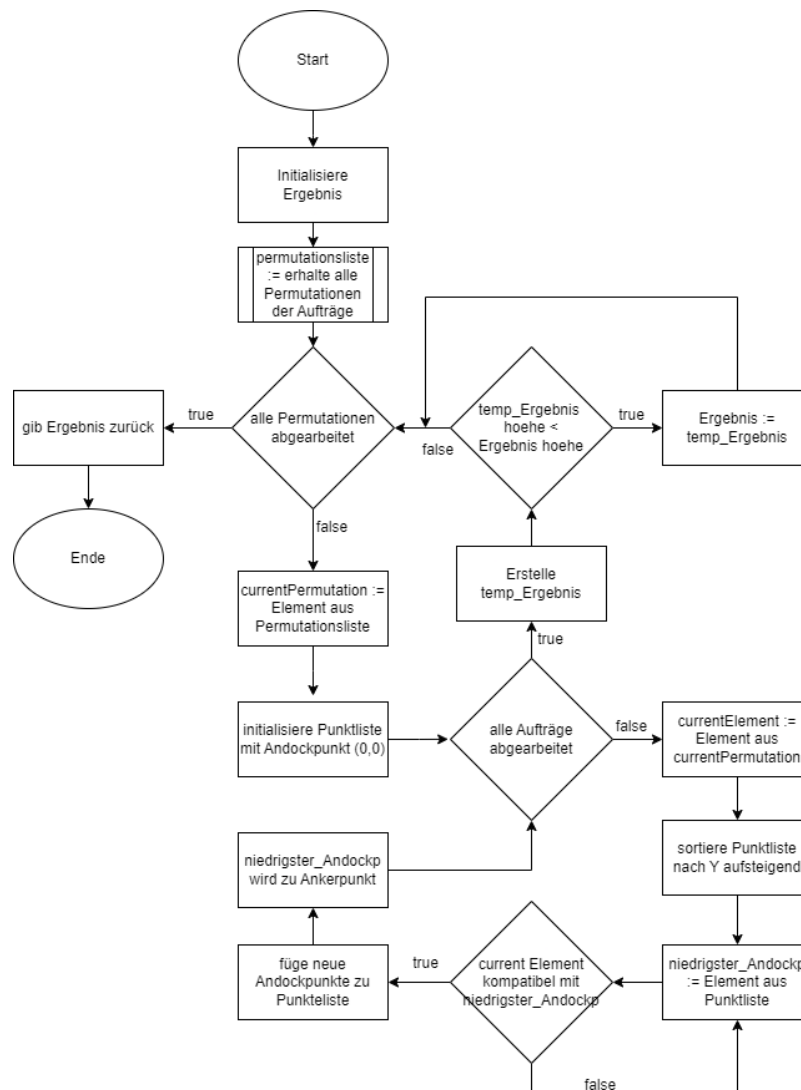 Start
Initialisiere
Ergebnis
permutationsliste
:= erhalte alle
Permutationen
der Aufträge
gib Ergebnis zurück
true
alle Permutationen
abgearbeitet
false
temp_Ergebnis
hoehe <
Ergebnis hoehe
true
Ergebnis :=
temp_Ergebnis
Ende
false
currentPermutation :=
Element aus
Permutationsliste
Erstelle
temp_Ergebnis
true
initialisiere Punktliste
mit Andockpunkt (0,0)
alle Aufträge
abgearbeitet
false
currentElement :=
Element aus
currentPermutation
niedrigster_Andockp
wird zu Ankerpunkt
sortiere Punktliste
nach Y aufsteigend
füge neue
Andockpunkte zu
Punkteliste
true
current Element
kompatibel mit
niedrigster_Andockp
niedrigster_Andockp
:= Element aus
Punktliste
false